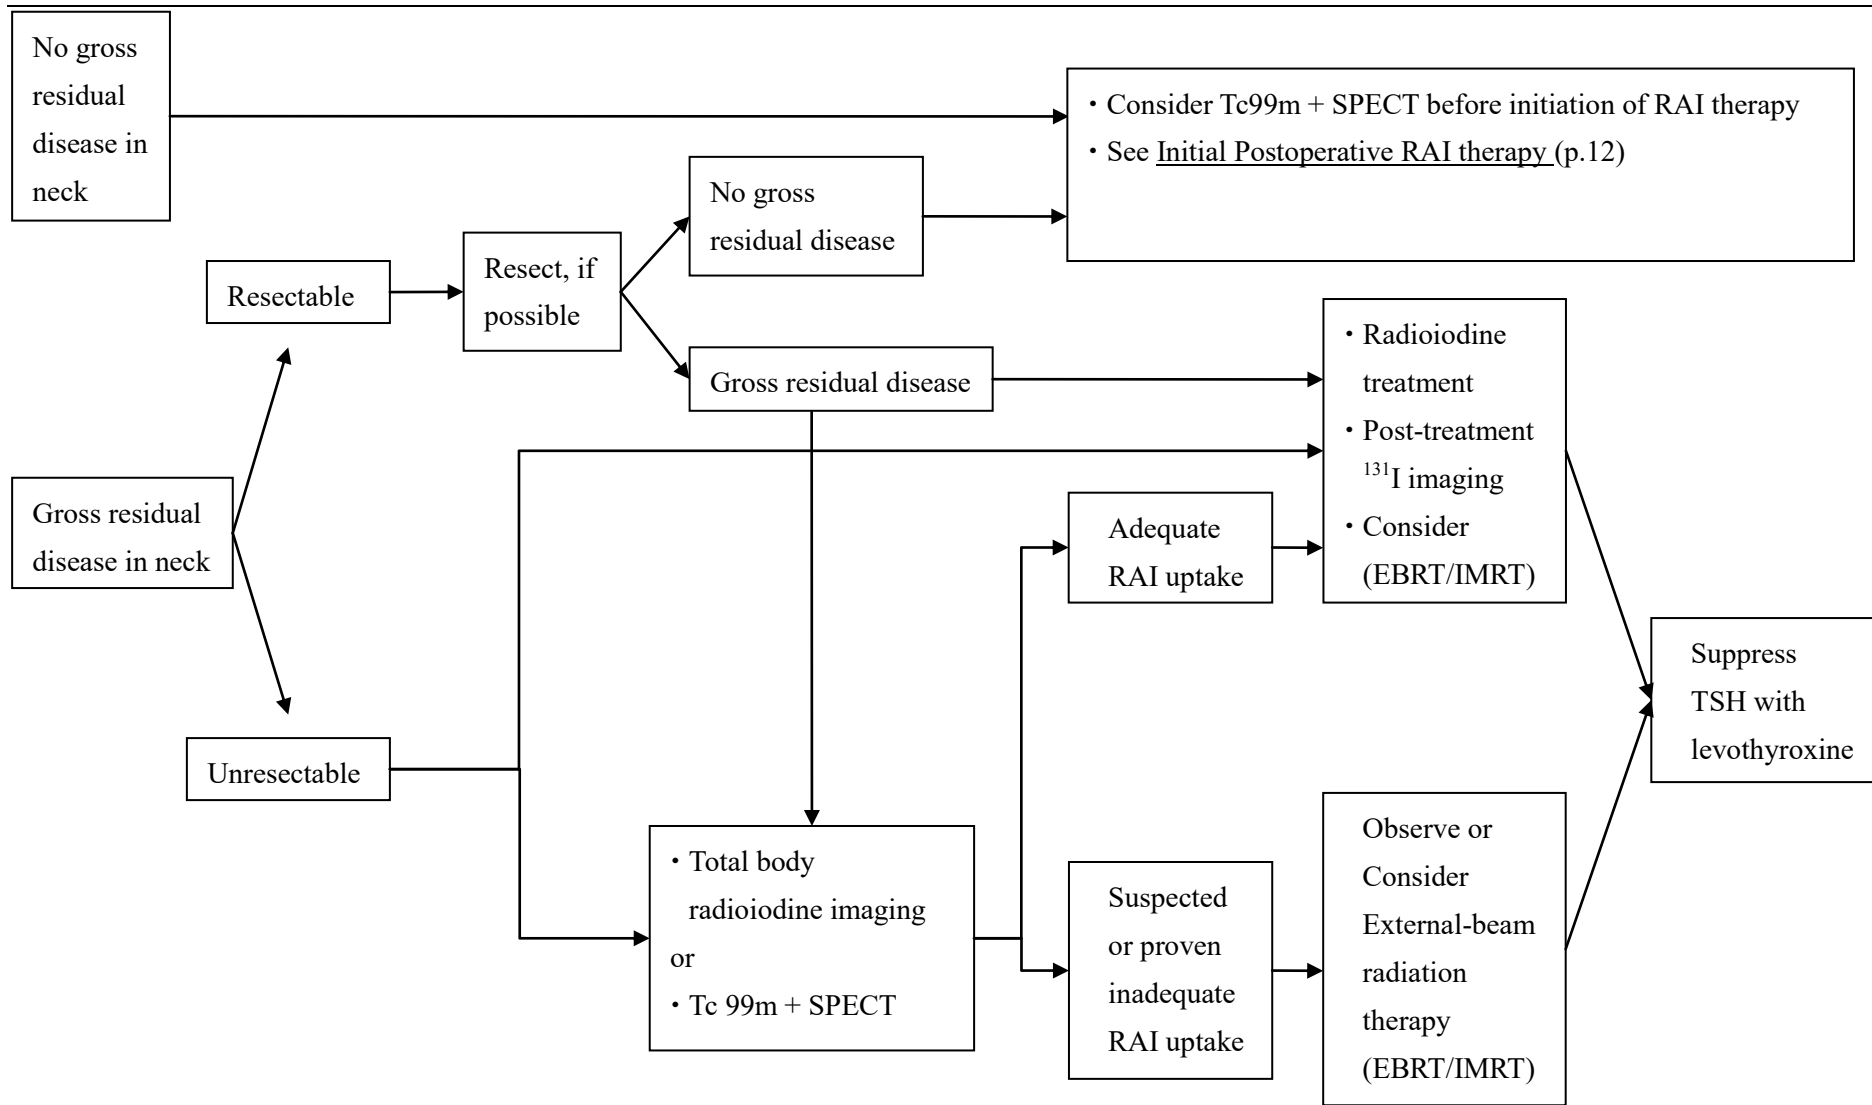 No gross
residual
disease in
neck
・Consider Tc99m + SPECT before initiation of RAI therapy
・See Initial Postoperative RAI therapy (p.12)
No gross
residual disease
Resectable
Resect, if
possible
Gross residual disease
・Radioiodine
treatment
・Post-treatment
¹³¹I imaging
・Consider
(EBRT/IMRT)
Gross residual
disease in neck
Adequate
RAI uptake
Suppress
TSH with
levothyroxine
Unresectable
・Total body
radioiodine imaging
or
・Tc 99m + SPECT
Suspected
or proven
inadequate
RAI uptake
Observe or
Consider
External-beam
radiation
therapy
(EBRT/IMRT)